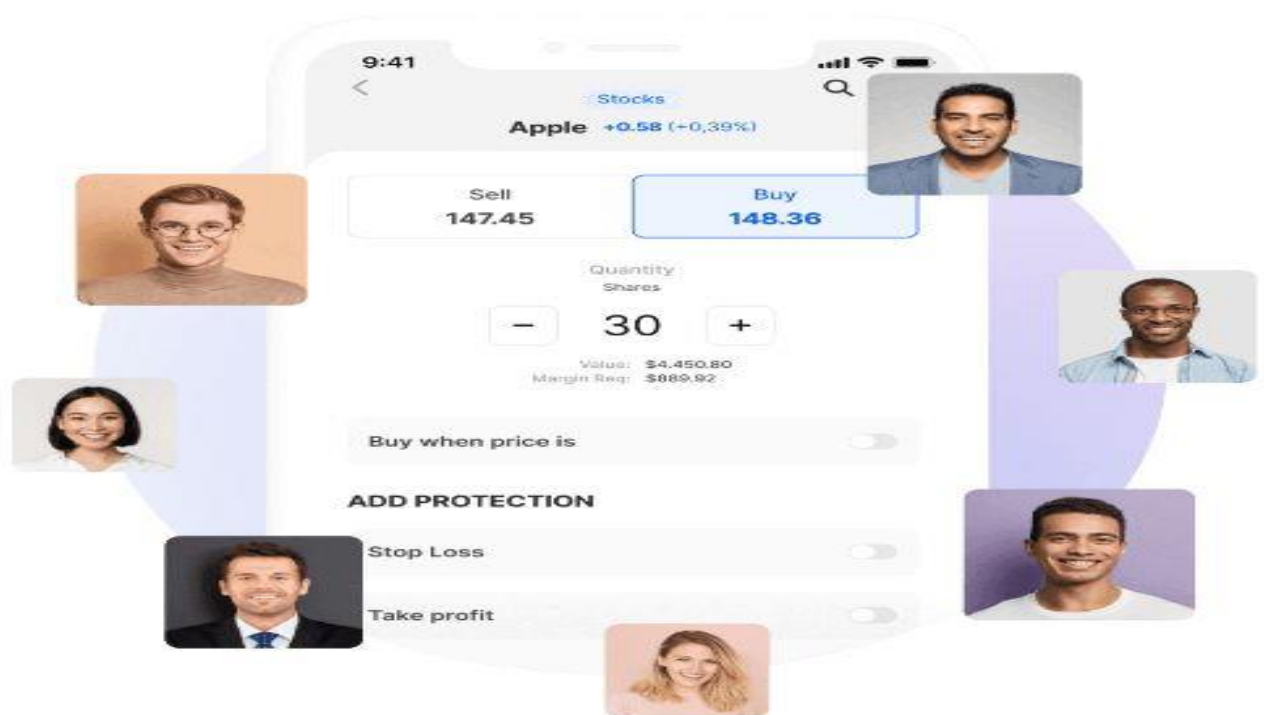 9:41
Stocks
Apple +0.58 (+0,39%)
Sell
147.45
Buy
148.36
Quantity
Shares
- 30 +
Value: $4.450.80
Margin Req: $889.92
Buy when price is
ADD PROTECTION
Stop Loss
Take profit